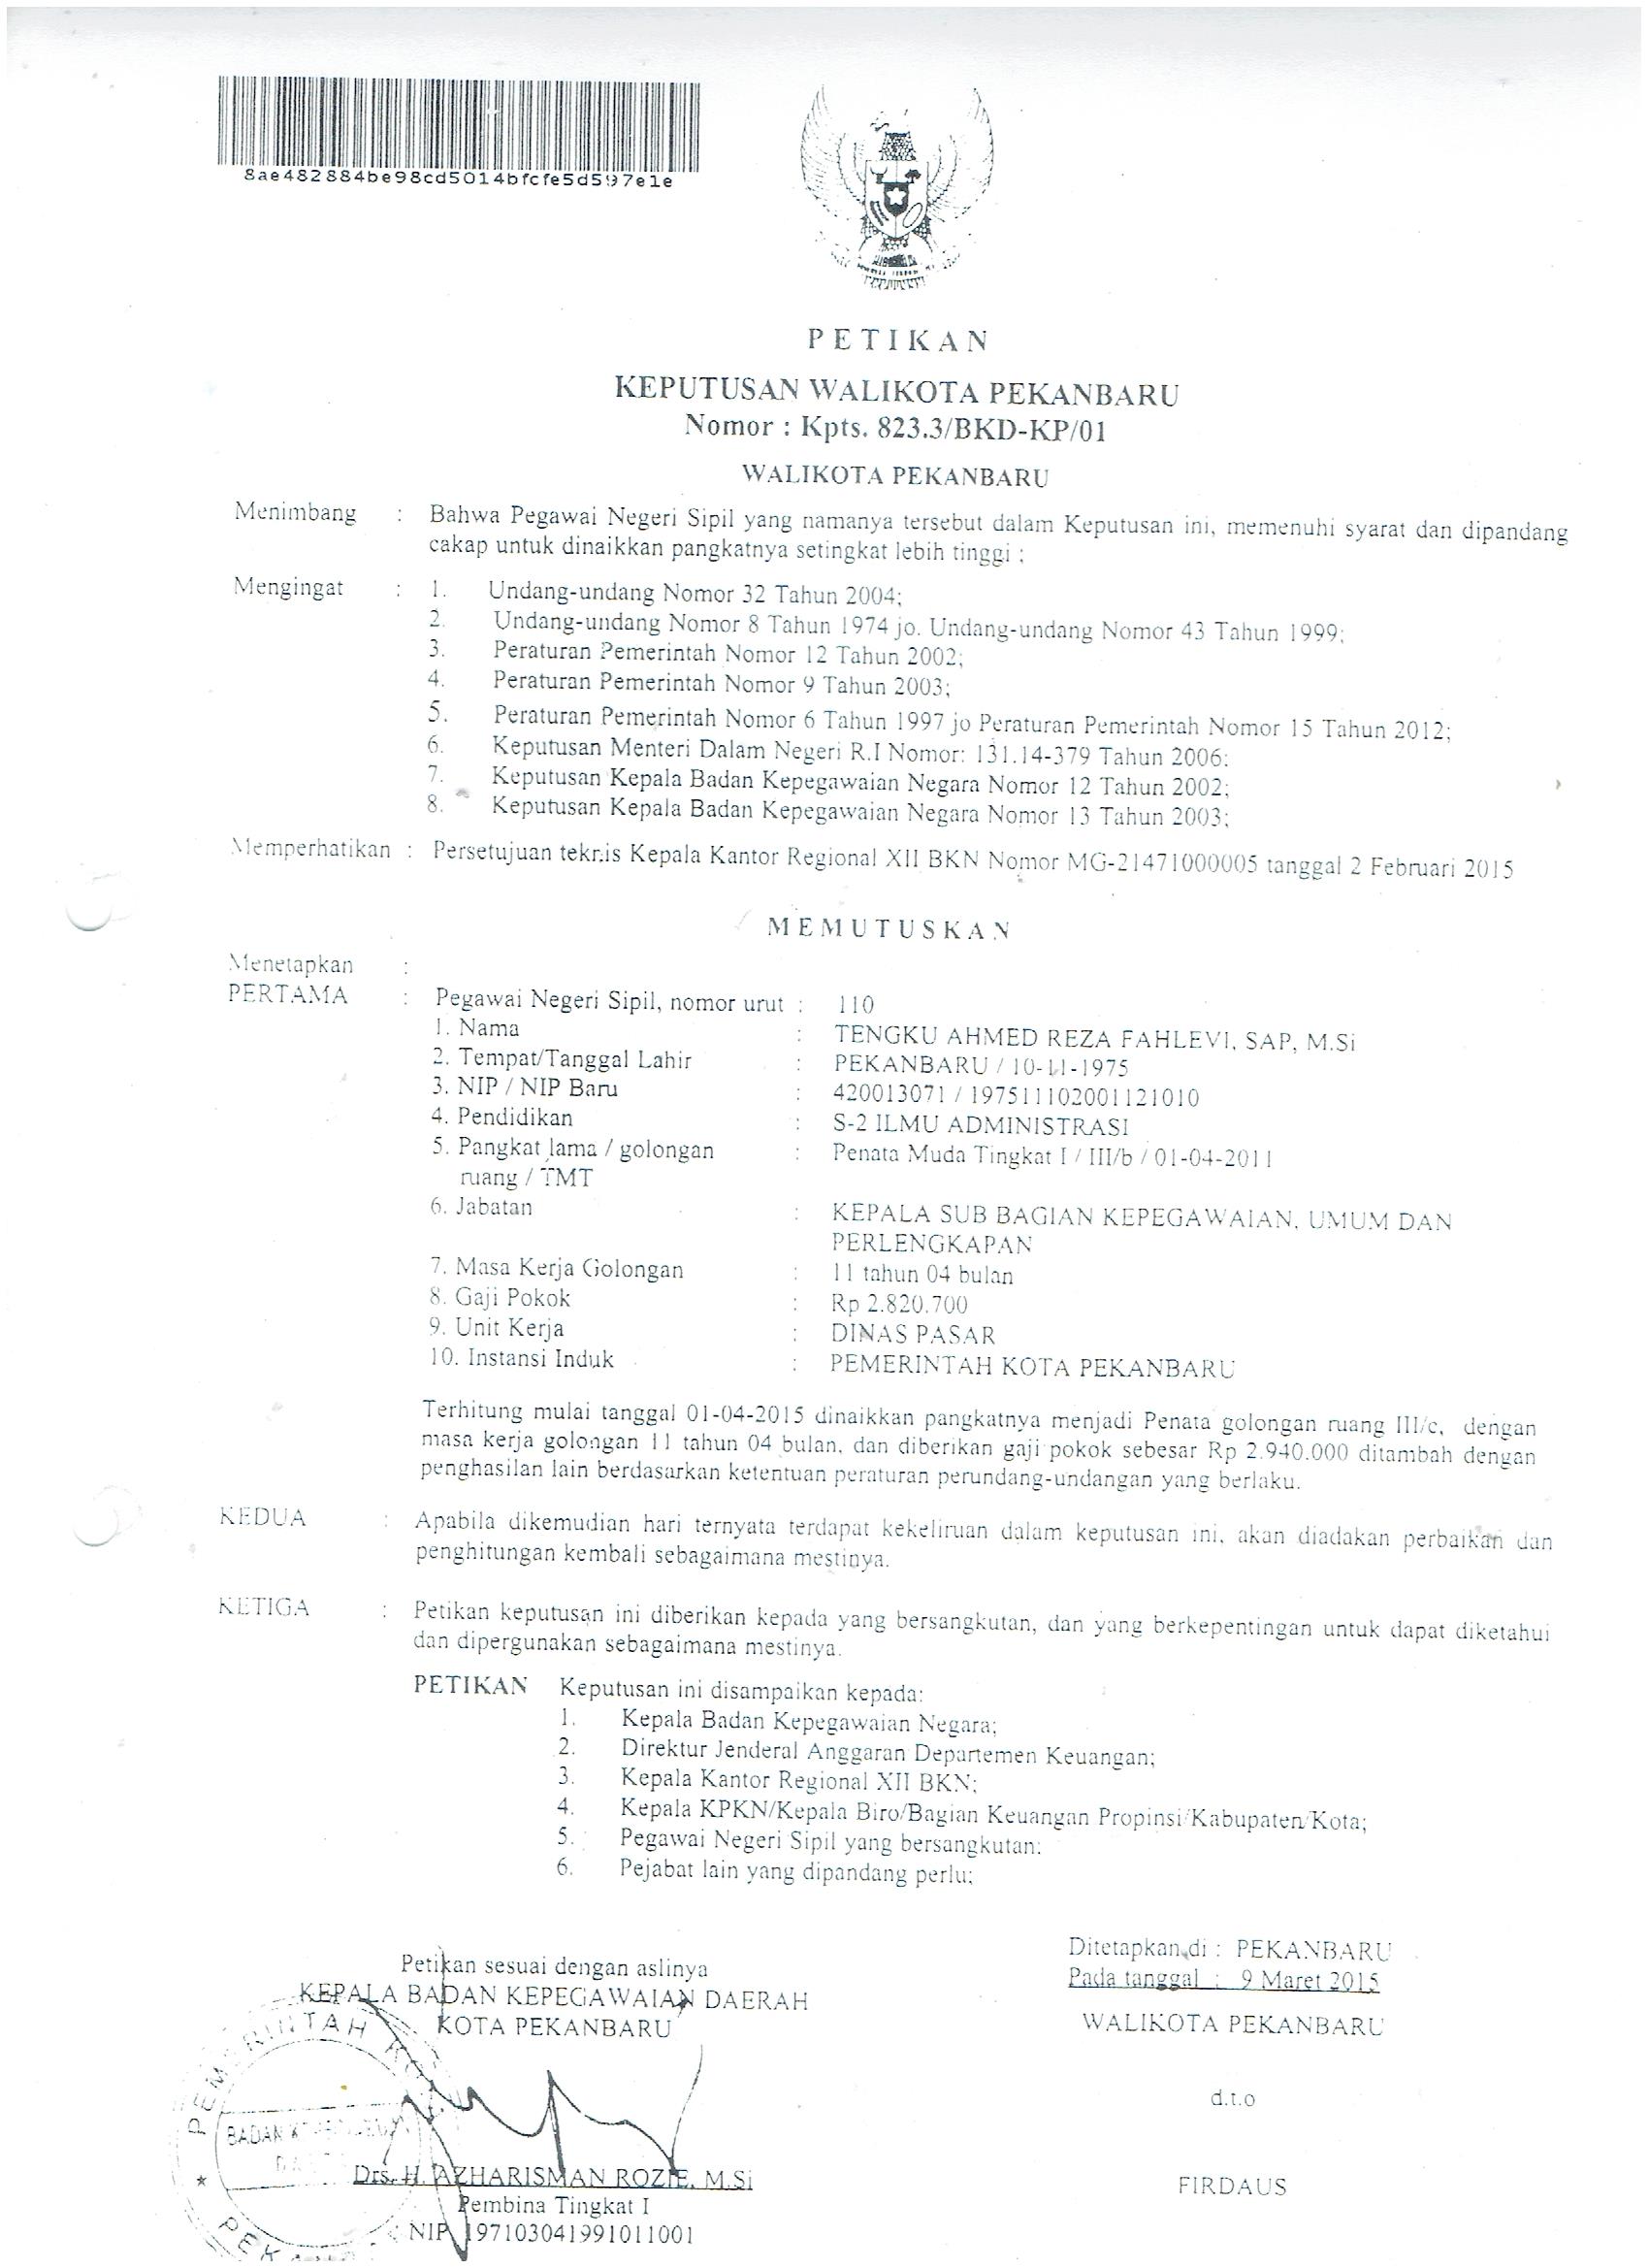 8ae482884be98cd5014bfcfe5d597e1e
PETIKAN
KEPUTUSAN WALIKOTA PEKANBARU
Nomor : Kpts. 823.3/BKD-KP/01
WALIKOTA PEKANBARU
Menimbang : Bahwa Pegawai Negeri Sipil yang namanya tersebut dalam Keputusan ini, memenuhi syarat dan dipandang
cakap untuk dinaikkan pangkatnya setingkat lebih tinggi ;
Mengingat : 1. Undang-undang Nomor 32 Tahun 2004;
2. Undang-undang Nomor 8 Tahun 1974 jo. Undang-undang Nomor 43 Tahun 1999;
3. Peraturan Pemerintah Nomor 12 Tahun 2002;
4. Peraturan Pemerintah Nomor 9 Tahun 2003;
5. Peraturan Pemerintah Nomor 6 Tahun 1997 jo Peraturan Pemerintah Nomor 15 Tahun 2012;
6. Keputusan Menteri Dalam Negeri R.I Nomor: 131.14-379 Tahun 2006;
7. Keputusan Kepala Badan Kepegawaian Negara Nomor 12 Tahun 2002;
8. Keputusan Kepala Badan Kepegawaian Negara Nomor 13 Tahun 2003;
Memperhatikan : Persetujuan teknis Kepala Kantor Regional XII BKN Nomor MG-21471000005 tanggal 2 Februari 2015
MEMUTUSKAN
Menetapkan :
PERTAMA : Pegawai Negeri Sipil, nomor urut : 110
1. Nama : TENGKU AHMED REZA FAHLEVI, SAP, M.Si
2. Tempat/Tanggal Lahir : PEKANBARU / 10-11-1975
3. NIP / NIP Baru : 420013071 / 197511102001121010
4. Pendidikan : S-2 ILMU ADMINISTRASI
5. Pangkat lama / golongan : Penata Muda Tingkat I / III/b / 01-04-2011
ruang / TMT
6. Jabatan : KEPALA SUB BAGIAN KEPEGAWAIAN, UMUM DAN
PERLENGKAPAN
7. Masa Kerja Golongan : 11 tahun 04 bulan
8. Gaji Pokok : Rp 2.820.700
9. Unit Kerja : DINAS PASAR
10. Instansi Induk : PEMERINTAH KOTA PEKANBARU
Terhitung mulai tanggal 01-04-2015 dinaikkan pangkatnya menjadi Penata golongan ruang III/c, dengan
masa kerja golongan 11 tahun 04 bulan, dan diberikan gaji pokok sebesar Rp 2.940.000 ditambah dengan
penghasilan lain berdasarkan ketentuan peraturan perundang-undangan yang berlaku.
KEDUA : Apabila dikemudian hari ternyata terdapat kekeliruan dalam keputusan ini, akan diadakan perbaikan dan
penghitungan kembali sebagaimana mestinya.
KETIGA : Petikan keputusan ini diberikan kepada yang bersangkutan, dan yang berkepentingan untuk dapat diketahui
dan dipergunakan sebagaimana mestinya.
PETIKAN Keputusan ini disampaikan kepada:
1. Kepala Badan Kepegawaian Negara;
2. Direktur Jenderal Anggaran Departemen Keuangan;
3. Kepala Kantor Regional XII BKN;
4. Kepala KPKN/Kepala Biro/Bagian Keuangan Propinsi/Kabupaten/Kota;
5. Pegawai Negeri Sipil yang bersangkutan;
6. Pejabat lain yang dipandang perlu;
Ditetapkan di : PEKANBARU
Pada tanggal : 9 Maret 2015
WALIKOTA PEKANBARU
d.t.o
FIRDAUS
Petikan sesuai dengan aslinya
KEPALA BADAN KEPEGAWAIAN DAERAH
KOTA PEKANBARU
PEMERINTAH
BADAN
Drs. H. AZHARISMAN ROZIE, M.Si
Pembina Tingkat I
NIP 197103041991011001